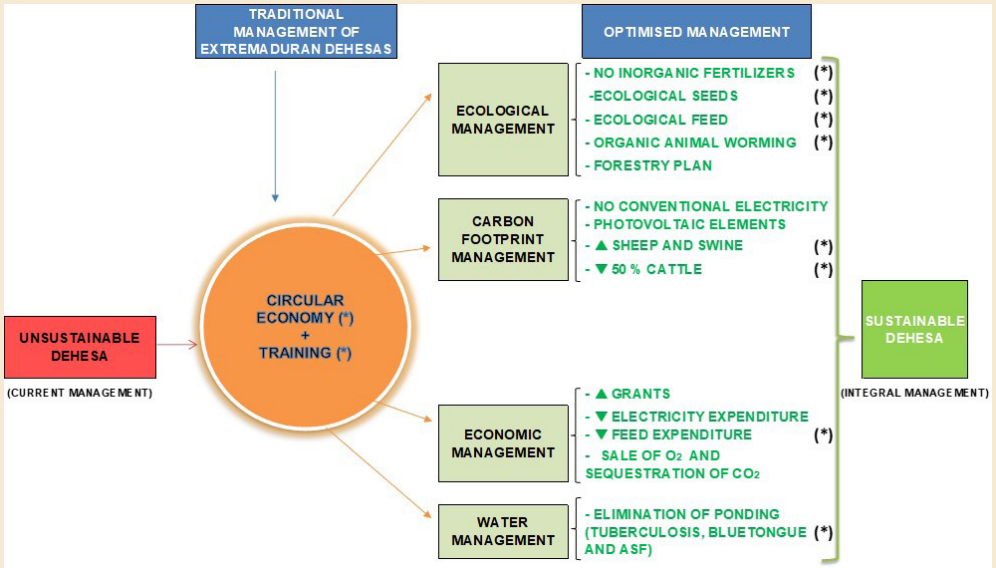 TRADITIONAL
MANAGEMENT OF
EXTREMADURAN DEHESAS
OPTIMISED MANAGEMENT
ECOLOGICAL
MANAGEMENT
- NO INORGANIC FERTILIZERS (*)
-ECOLOGICAL SEEDS (*)
- ECOLOGICAL FEED (*)
- ORGANIC ANIMAL WORMING (*)
- FORESTRY PLAN
CARBON
FOOTPRINT
MANAGEMENT
- NO CONVENTIONAL ELECTRICITY
- PHOTOVOLTAIC ELEMENTS
- ▲ SHEEP AND SWINE (*)
- ▼ 50 % CATTLE (*)
CIRCULAR
ECONOMY (*)
+
TRAINING (*)
UNSUSTAINABLE
DEHESA
(CURRENT MANAGEMENT)
SUSTAINABLE
DEHESA
(INTEGRAL MANAGEMENT)
ECONOMIC
MANAGEMENT
- ▲ GRANTS
- ▼ ELECTRICITY EXPENDITURE
- ▼ FEED EXPENDITURE (*)
- SALE OF O₂ AND
SEQUESTRATION OF CO₂
WATER
MANAGEMENT
- ELIMINATION OF PONDING
(TUBERCULOSIS, BLUETONGUE (*)
AND ASF)